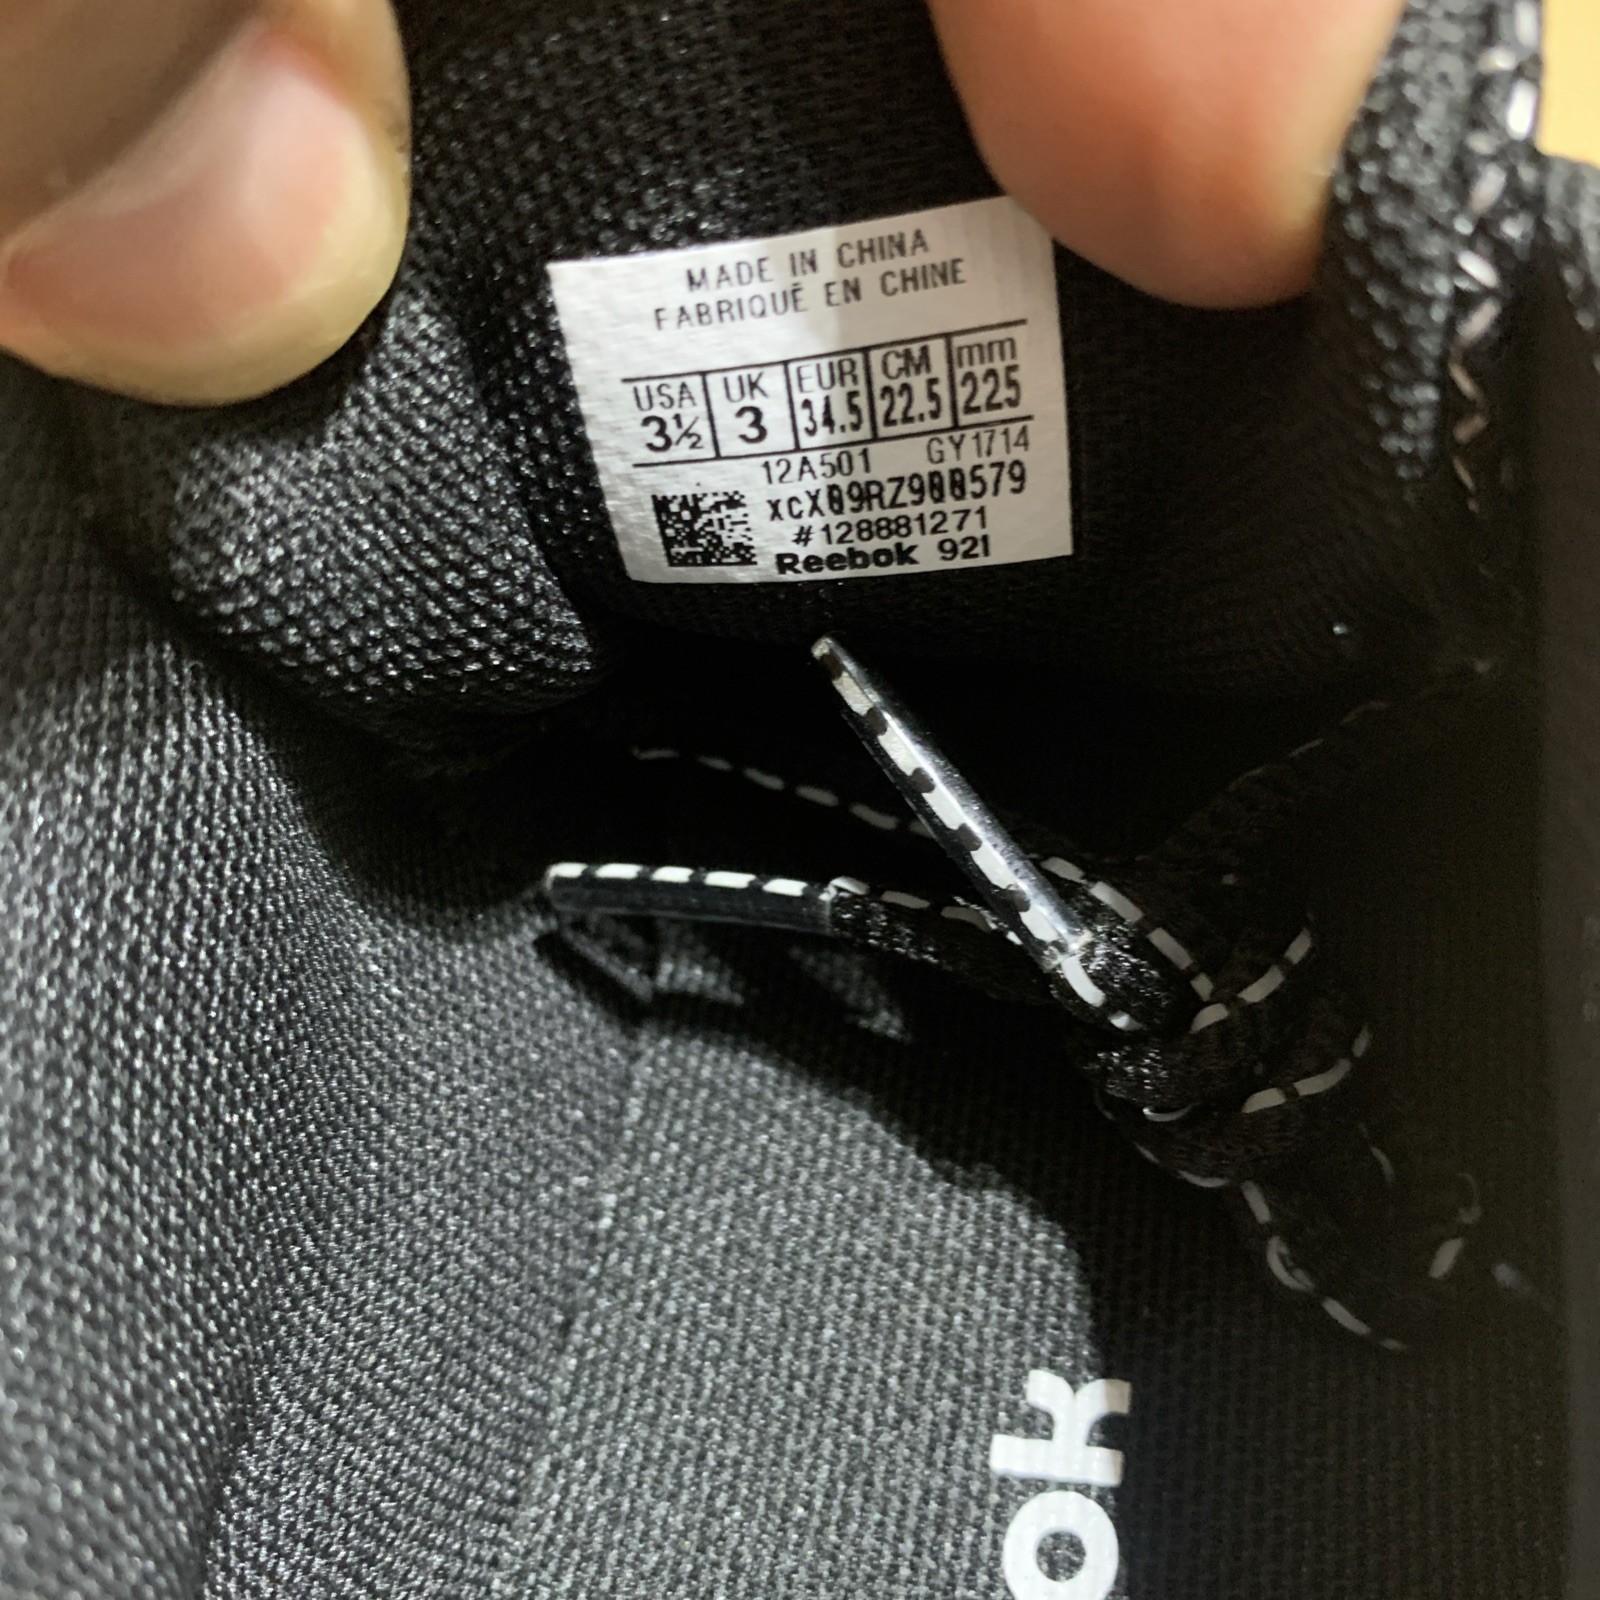 MADE IN CHINA
FABRIQUÉ EN CHINE
USA UK EUR CM mm
3½ 3 34.5 22.5 225
12A501 GY1714
xcX09RZ900579
#128881271
Reebok 921
ok